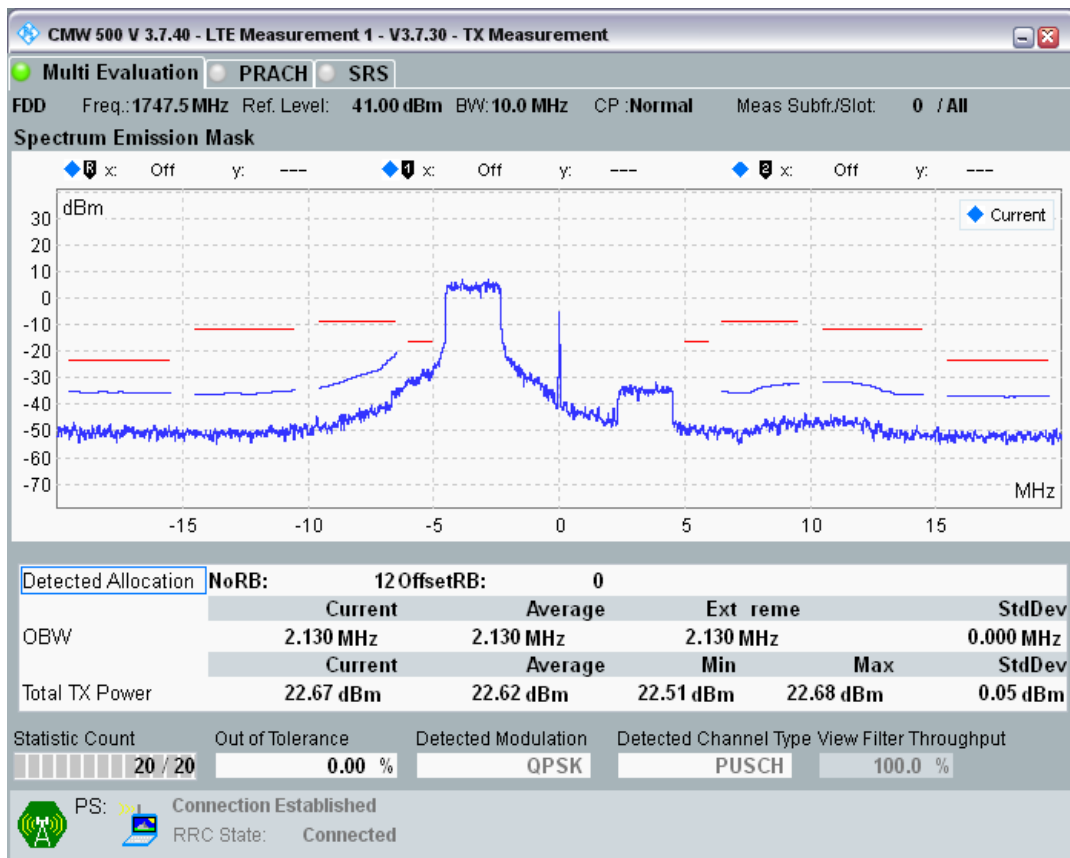 CMW 500 V 3.7.40 - LTE Measurement 1 - V3.7.30 - TX Measurement
Multi Evaluation PRACH SRS
FDD Freq.: 1747.5 MHz Ref. Level: 41.00 dBm BW: 10.0 MHz CP : Normal Meas Subfr./Slot: 0 / All
Spectrum Emission Mask
R x: Off y: --- 1 x: Off y: --- 2 x: Off y: ---
dBm
Current
30
20
10
0
-10
-20
-30
-40
-50
-60
-70
MHz
-15 -10 -5 0 5 10 15
Detected Allocation NoRB: 12 OffsetRB: 0
Current Average Ext reme StdDev
OBW 2.130 MHz 2.130 MHz 2.130 MHz 0.000 MHz
Current Average Min Max StdDev
Total TX Power 22.67 dBm 22.62 dBm 22.51 dBm 22.68 dBm 0.05 dBm
Statistic Count Out of Tolerance Detected Modulation Detected Channel Type View Filter Throughput
20 / 20 0.00 % QPSK PUSCH 100.0 %
PS: Connection Established
RRC State: Connected